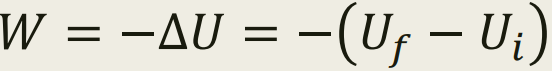 W = −ΔU = −(U_f − U_i)